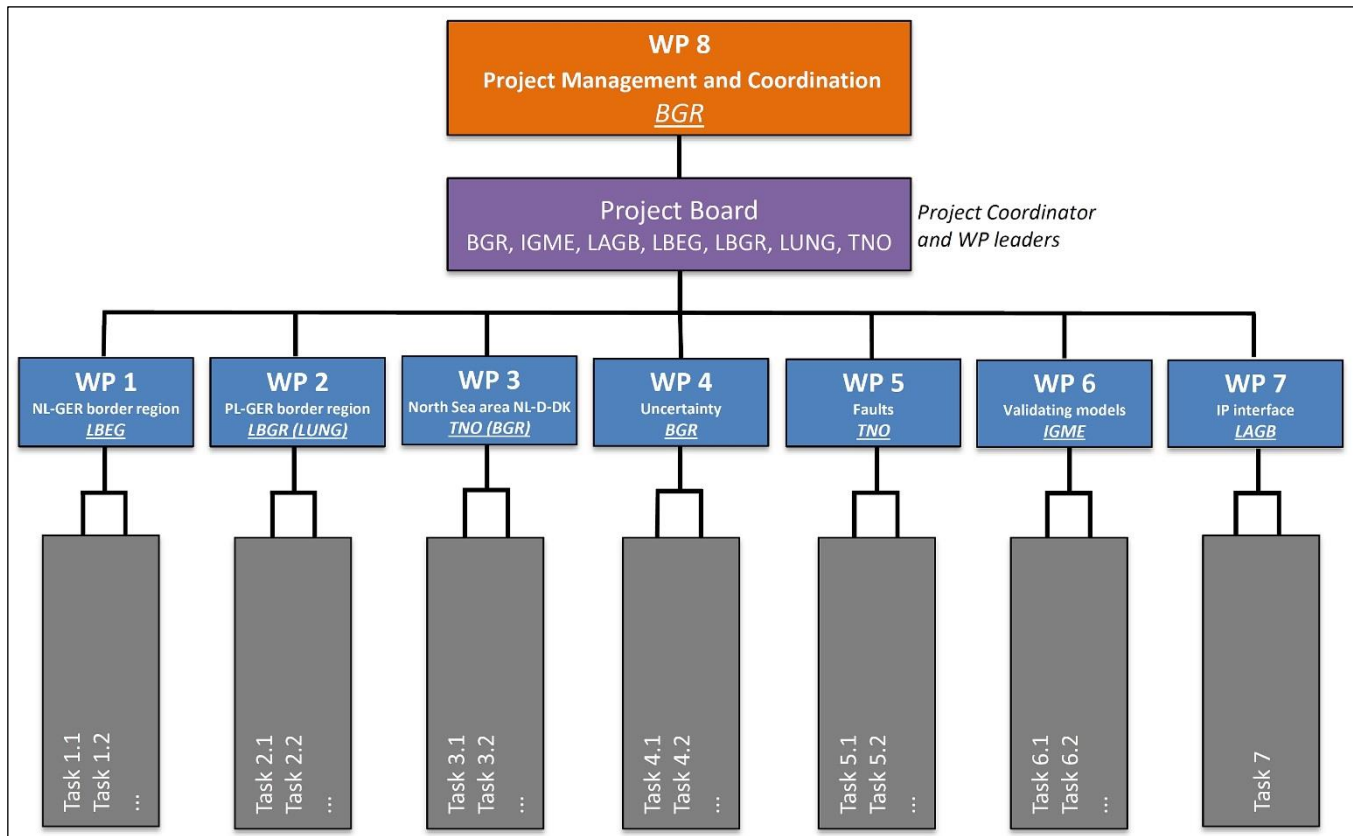 WP 8
Project Management and Coordination
BGR
Project Board
BGR, IGME, LAGB, LBEG, LBGR, LUNG, TNO
Project Coordinator
and WP leaders
WP 1
NL-GER border region
LBEG
WP 2
PL-GER border region
LBGR (LUNG)
WP 3
North Sea area NL-D-DK
TNO (BGR)
WP 4
Uncertainty
BGR
WP 5
Faults
TNO
WP 6
Validating models
IGME
WP 7
IP interface
LAGB
Task 1.1
Task 1.2
...
Task 2.1
Task 2.2
...
Task 3.1
Task 3.2
...
Task 4.1
Task 4.2
...
Task 5.1
Task 5.2
...
Task 6.1
Task 6.2
...
Task 7